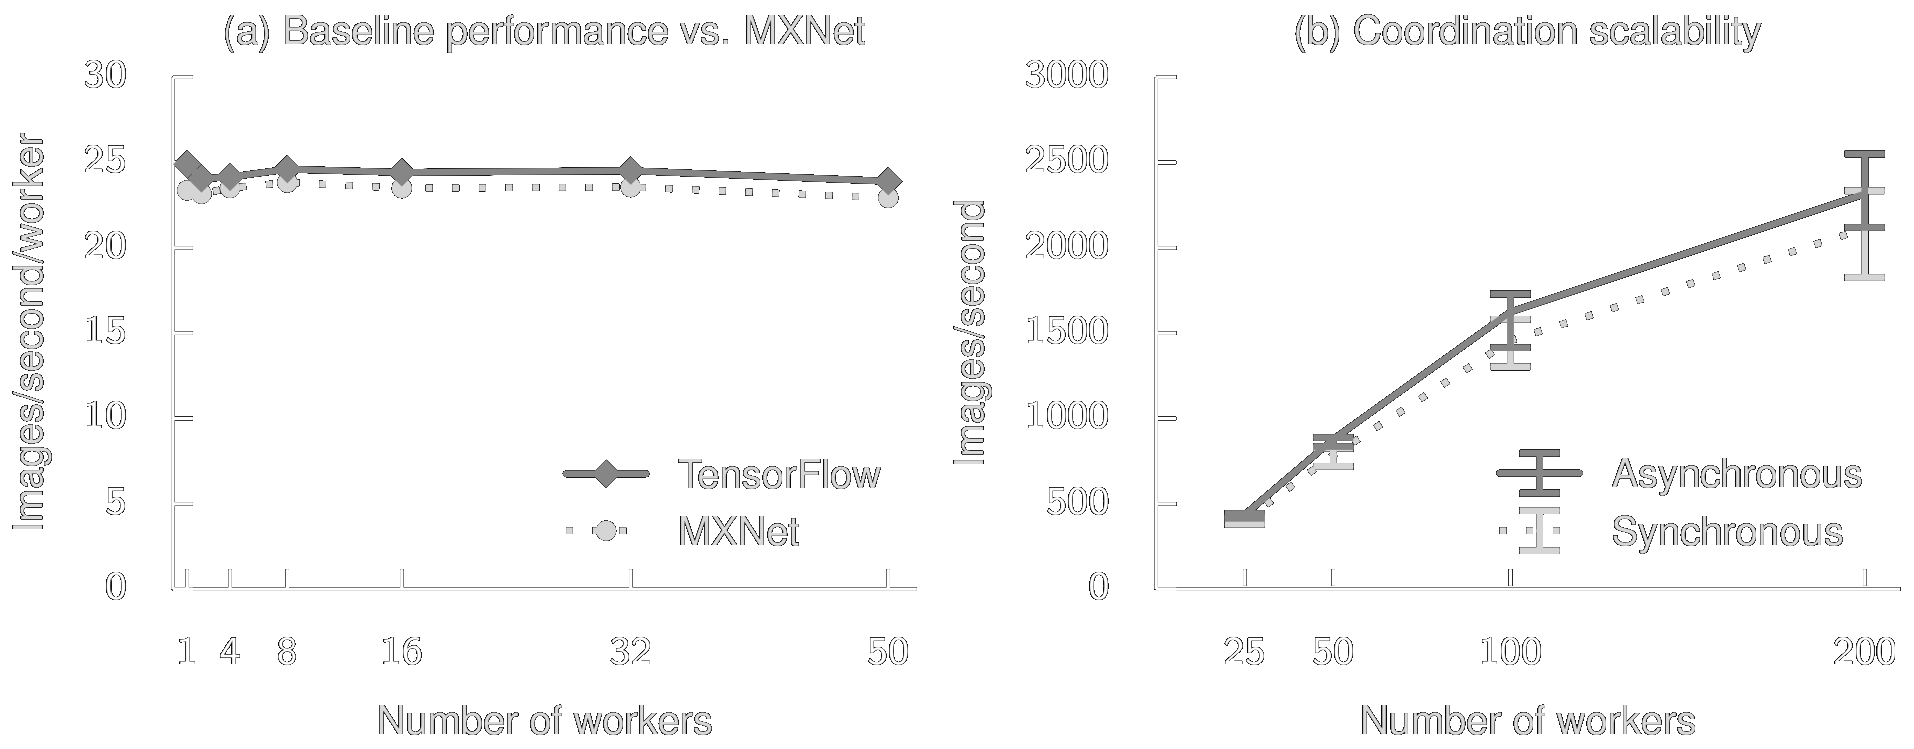 (a) Baseline performance vs. MXNet
30
25
20
15
10
5
0
Images/second/worker
TensorFlow
MXNet
1 4 8 16 32 50
Number of workers
(b) Coordination scalability
3000
2500
2000
1500
1000
500
0
Images/second
Asynchronous
Synchronous
25 50 100 200
Number of workers